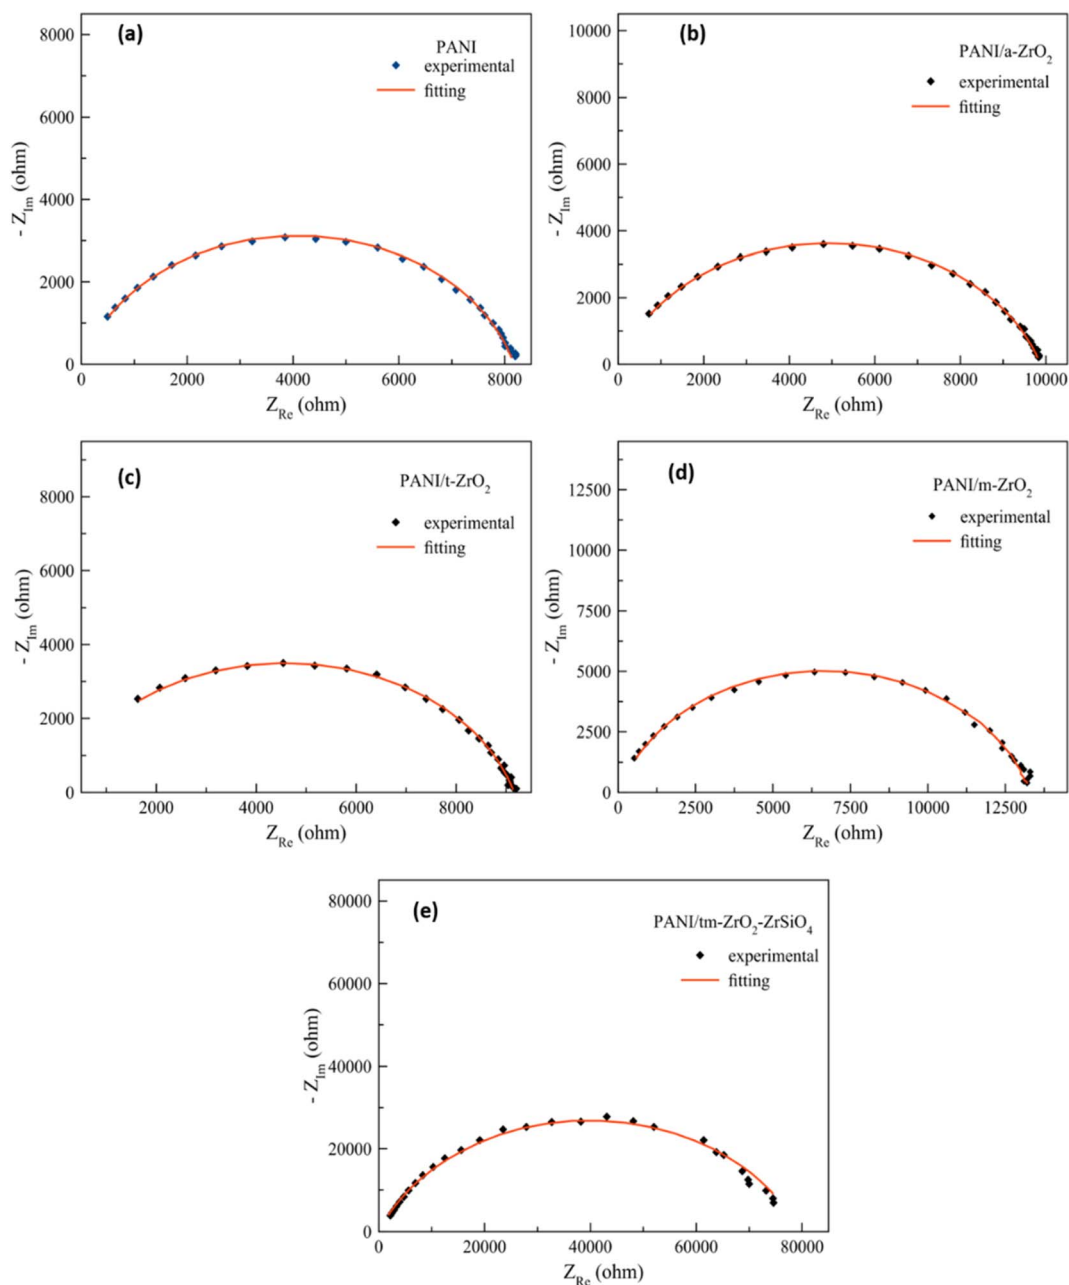 (a)
PANI
experimental
fitting
8000
6000
4000
2000
0
- Z_Im (ohm)
0 2000 4000 6000 8000
Z_Re (ohm)
(b)
PANI/a-ZrO₂
experimental
fitting
10000
8000
6000
4000
2000
0
- Z_Im (ohm)
0 2000 4000 6000 8000 10000
Z_Re (ohm)
(c)
PANI/t-ZrO₂
experimental
fitting
8000
6000
4000
2000
0
- Z_Im (ohm)
2000 4000 6000 8000
Z_Re (ohm)
(d)
PANI/m-ZrO₂
experimental
fitting
12500
10000
7500
5000
2500
0
- Z_Im (ohm)
0 2500 5000 7500 10000 12500
Z_Re (ohm)
(e)
PANI/tm-ZrO₂-ZrSiO₄
experimental
fitting
80000
60000
40000
20000
0
- Z_Im (ohm)
0 20000 40000 60000 80000
Z_Re (ohm)